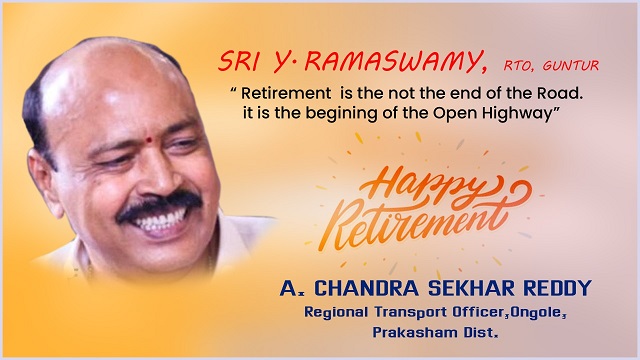 SRI Y. RAMASWAMY, RTO, GUNTUR
“ Retirement is the not the end of the Road.
it is the begining of the Open Highway”
Happy
Retirement
A. CHANDRA SEKHAR REDDY
Regional Transport Officer,Ongole,
Prakasham Dist.